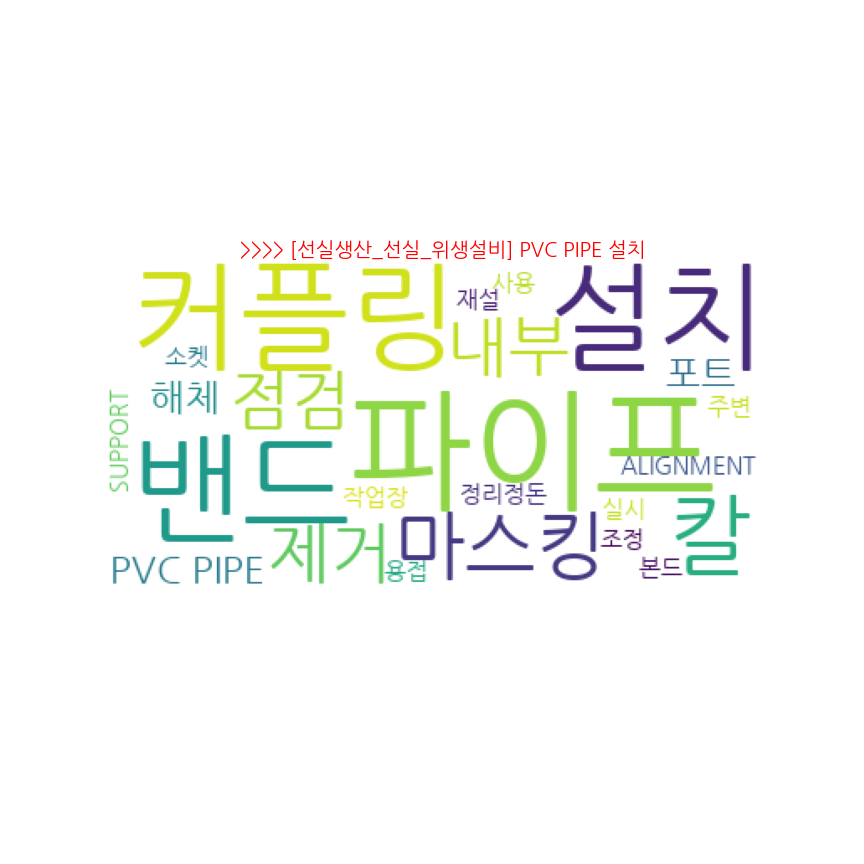 >>>> [선실생산_선실_위생설비] PVC PIPE 설치
커플링
설치
사용
재설
내부
소켓
포트
해체
점검
주변
SUPPORT
파이프
밴드
ALIGNMENT
작업장
정리정돈
칼
실시
마스킹
제거
조정
PVC PIPE
용접
본드